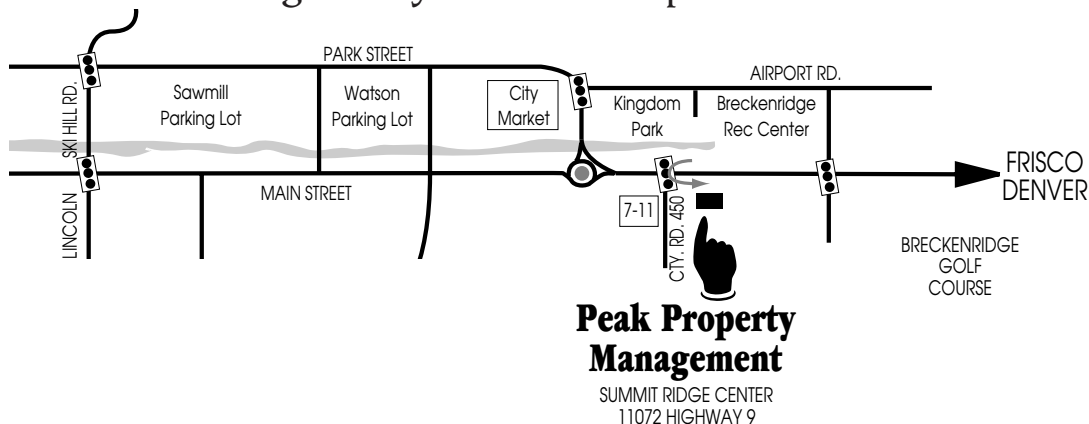 PARK STREET
AIRPORT RD.
SKI HILL RD.
Sawmill
Parking Lot
Watson
Parking Lot
City
Market
Kingdom
Park
Breckenridge
Rec Center
FRISCO
DENVER
MAIN STREET
LINCOLN
7-11
CTY. RD. 450
BRECKENRIDGE
GOLF
COURSE
Peak Property
Management
SUMMIT RIDGE CENTER
11072 HIGHWAY 9